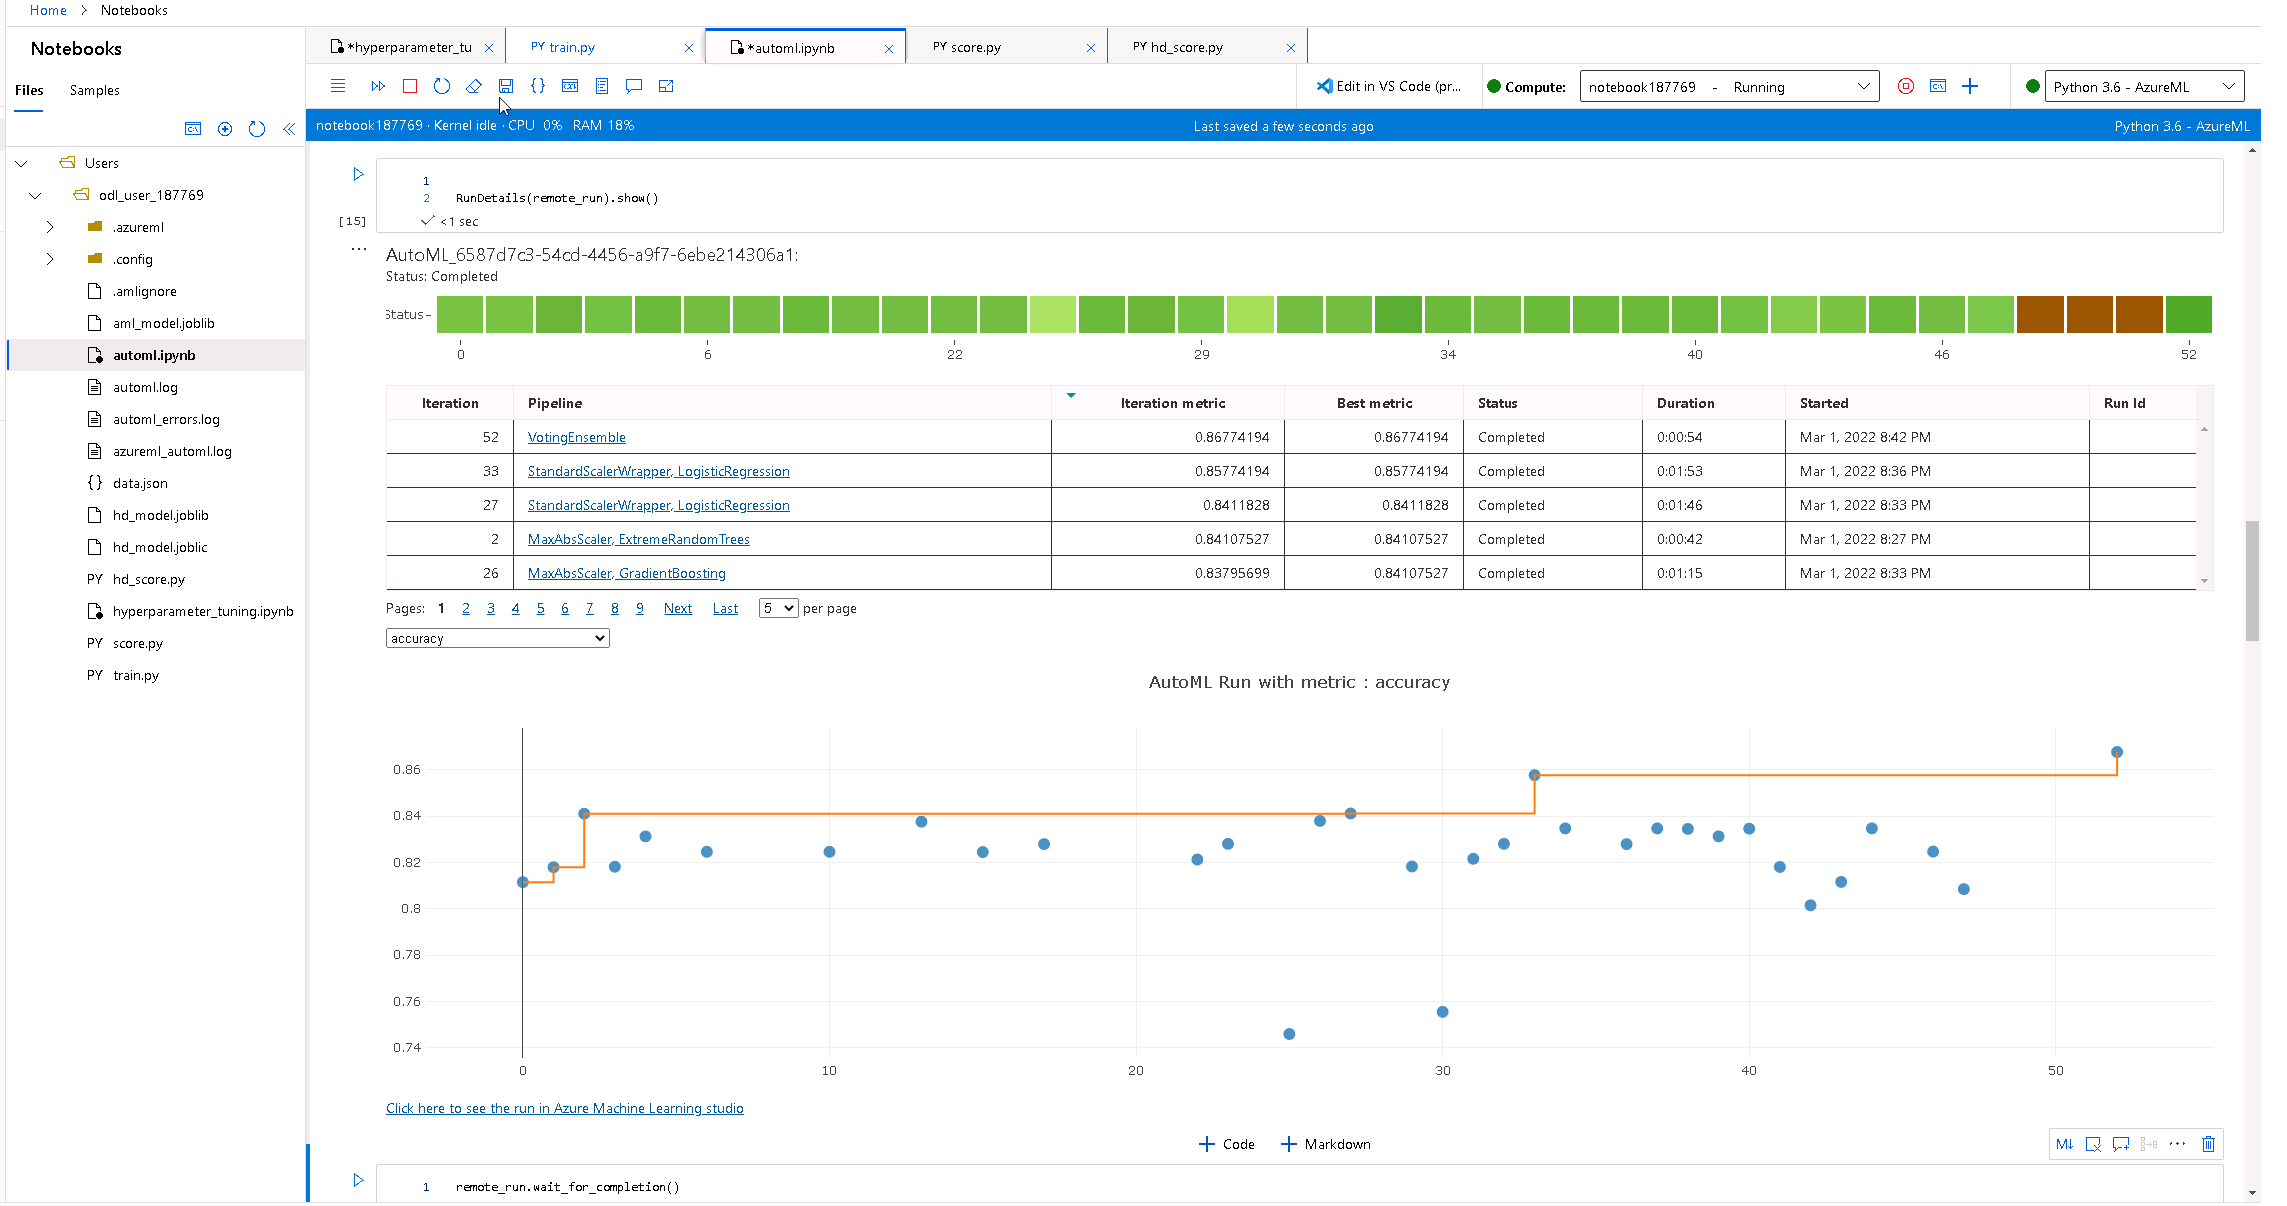 Home > Notebooks
Notebooks
Files Samples
Users
odl_user_187769
.azureml
.config
.amlignore
aml_model.joblib
automl.ipynb
automl.log
automl_errors.log
azureml_automl.log
{} data.json
hd_model.joblib
hd_model.joblic
PY hd_score.py
hyperparameter_tuning.ipynb
PY score.py
PY train.py
*hyperparameter_tu PY train.py *automl.ipynb PY score.py PY hd_score.py
Edit in VS Code (pr... Compute: notebook187769 - Running Python 3.6 - AzureML
notebook187769 · Kernel idle · CPU 0% RAM 18% Last saved a few seconds ago Python 3.6 - AzureML
1
2 RunDetails(remote_run).show()
[15] <1 sec
AutoML_6587d7c3-54cd-4456-a9f7-6ebe214306a1:
Status: Completed
Status
0 6 22 29 34 40 46 52
Iteration Pipeline Iteration metric Best metric Status Duration Started Run Id
52 VotingEnsemble 0.86774194 0.86774194 Completed 0:00:54 Mar 1, 2022 8:42 PM
33 StandardScalerWrapper, LogisticRegression 0.85774194 0.85774194 Completed 0:01:53 Mar 1, 2022 8:36 PM
27 StandardScalerWrapper, LogisticRegression 0.8411828 0.8411828 Completed 0:01:46 Mar 1, 2022 8:33 PM
2 MaxAbsScaler, ExtremeRandomTrees 0.84107527 0.84107527 Completed 0:00:42 Mar 1, 2022 8:27 PM
26 MaxAbsScaler, GradientBoosting 0.83795699 0.84107527 Completed 0:01:15 Mar 1, 2022 8:33 PM
Pages: 1 2 3 4 5 6 7 8 9 Next Last 5 per page
accuracy
AutoML Run with metric : accuracy
0.86
0.84
0.82
0.8
0.78
0.76
0.74
0 10 20 30 40 50
Click here to see the run in Azure Machine Learning studio
+ Code + Markdown
M↓ ...
1 remote_run.wait_for_completion()